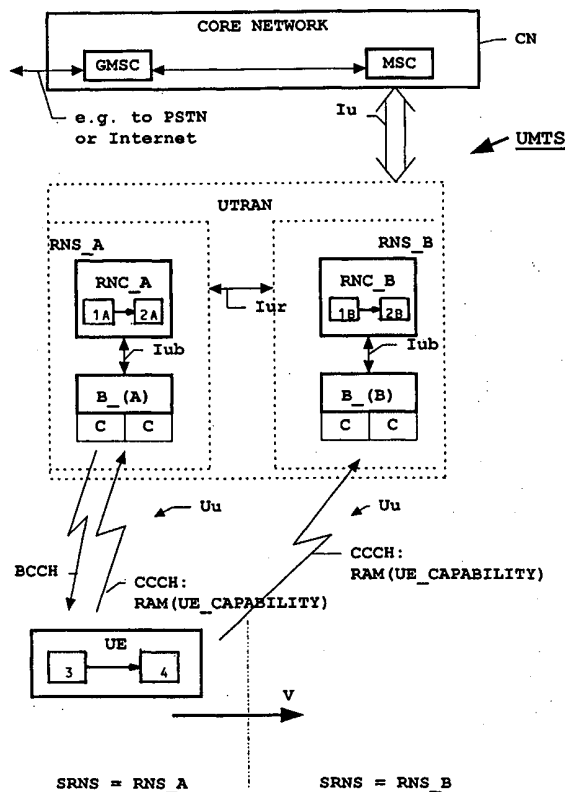 CORE NETWORK
CN
GMSC
MSC
e.g. to PSTN
or Internet
Iu
UMTS
UTRAN
RNS_A
RNS_B
RNC_A
RNC_B
1A
2A
Iur
1B
2B
Iub
Iub
B_(A)
B_(B)
C
C
C
C
Uu
Uu
BCCH
CCCH:
RAM(UE_CAPABILITY)
CCCH:
RAM(UE_CAPABILITY)
UE
3
4
V
SRNS = RNS_A
SRNS = RNS_B